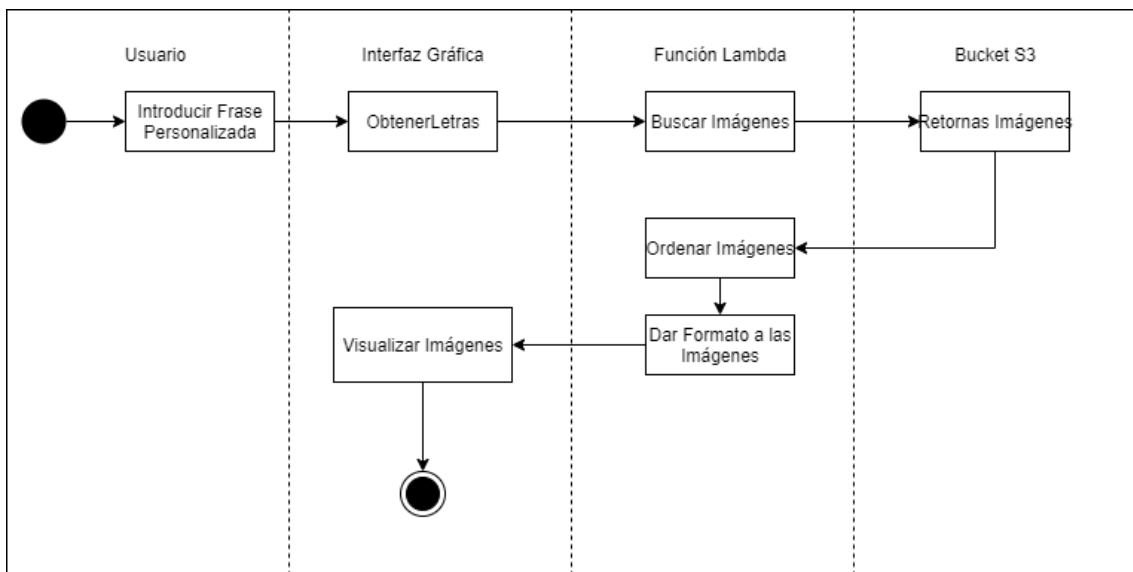 Usuario
Interfaz Gráfica
Función Lambda
Bucket S3
Introducir Frase
Personalizada
ObtenerLetras
Buscar Imágenes
Retornas Imágenes
Ordenar Imágenes
Dar Formato a las
Imágenes
Visualizar Imágenes